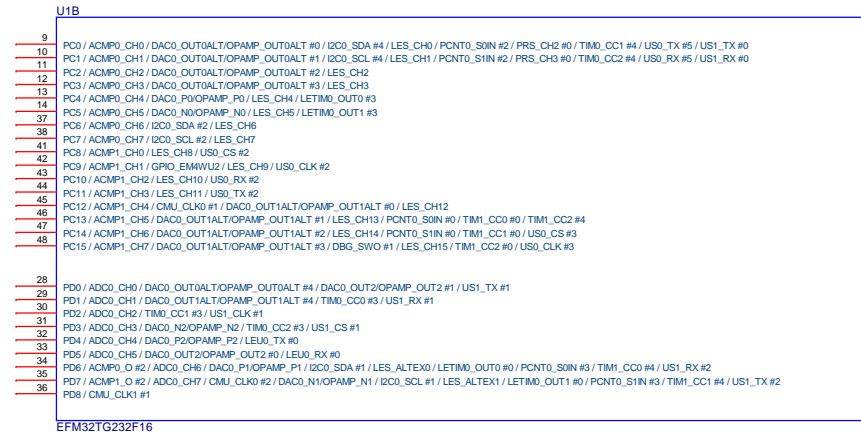 U1B
9 PC0 / ACMP0_CH0 / DAC0_OUT0ALT/OPAMP_OUT0ALT #0 / I2C0_SDA #4 / LES_CH0 / PCNT0_S0IN #2 / PRS_CH2 #0 / TIM0_CC1 #4 / US0_TX #5 / US1_TX #0
10 PC1 / ACMP0_CH1 / DAC0_OUT0ALT/OPAMP_OUT0ALT #1 / I2C0_SCL #4 / LES_CH1 / PCNT0_S1IN #2 / PRS_CH3 #0 / TIM0_CC2 #4 / US0_RX #5 / US1_RX #0
11 PC2 / ACMP0_CH2 / DAC0_OUT0ALT/OPAMP_OUT0ALT #2 / LES_CH2
12 PC3 / ACMP0_CH3 / DAC0_OUT0ALT/OPAMP_OUT0ALT #3 / LES_CH3
13 PC4 / ACMP0_CH4 / DAC0_P0/OPAMP_P0 / LES_CH4 / LETIM0_OUT0 #3
14 PC5 / ACMP0_CH5 / DAC0_N0/OPAMP_N0 / LES_CH5 / LETIM0_OUT1 #3
37 PC6 / ACMP0_CH6 / I2C0_SDA #2 / LES_CH6
38 PC7 / ACMP0_CH7 / I2C0_SCL #2 / LES_CH7
41 PC8 / ACMP1_CH0 / LES_CH8 / US0_CS #2
42 PC9 / ACMP1_CH1 / GPIO_EM4WU2 / LES_CH9 / US0_CLK #2
43 PC10 / ACMP1_CH2 / LES_CH10 / US0_RX #2
44 PC11 / ACMP1_CH3 / LES_CH11 / US0_TX #2
45 PC12 / ACMP1_CH4 / CMU_CLK0 #1 / DAC0_OUT1ALT/OPAMP_OUT1ALT #0 / LES_CH12
46 PC13 / ACMP1_CH5 / DAC0_OUT1ALT/OPAMP_OUT1ALT #1 / LES_CH13 / PCNT0_S0IN #0 / TIM1_CC0 #0 / TIM1_CC2 #4
47 PC14 / ACMP1_CH6 / DAC0_OUT1ALT/OPAMP_OUT1ALT #2 / LES_CH14 / PCNT0_S1IN #0 / TIM1_CC1 #0 / US0_CS #3
48 PC15 / ACMP1_CH7 / DAC0_OUT1ALT/OPAMP_OUT1ALT #3 / DBG_SWO #1 / LES_CH15 / TIM1_CC2 #0 / US0_CLK #3
28 PD0 / ADC0_CH0 / DAC0_OUT0ALT/OPAMP_OUT0ALT #4 / DAC0_OUT2/OPAMP_OUT2 #1 / US1_TX #1
29 PD1 / ADC0_CH1 / DAC0_OUT1ALT/OPAMP_OUT1ALT #4 / TIM0_CC0 #3 / US1_RX #1
30 PD2 / ADC0_CH2 / TIM0_CC1 #3 / US1_CLK #1
31 PD3 / ADC0_CH3 / DAC0_N2/OPAMP_N2 / TIM0_CC2 #3 / US1_CS #1
32 PD4 / ADC0_CH4 / DAC0_P2/OPAMP_P2 / LEU0_TX #0
33 PD5 / ADC0_CH5 / DAC0_OUT2/OPAMP_OUT2 #0 / LEU0_RX #0
34 PD6 / ACMP0_O #2 / ADC0_CH6 / DAC0_P1/OPAMP_P1 / I2C0_SDA #1 / LES_ALTEX0 / LETIM0_OUT0 #0 / PCNT0_S0IN #3 / TIM1_CC0 #4 / US1_RX #2
35 PD7 / ACMP1_O #2 / ADC0_CH7 / CMU_CLK0 #2 / DAC0_N1/OPAMP_N1 / I2C0_SCL #1 / LES_ALTEX1 / LETIM0_OUT1 #0 / PCNT0_S1IN #3 / TIM1_CC1 #4 / US1_TX #2
36 PD8 / CMU_CLK1 #1
EFM32TG232F16